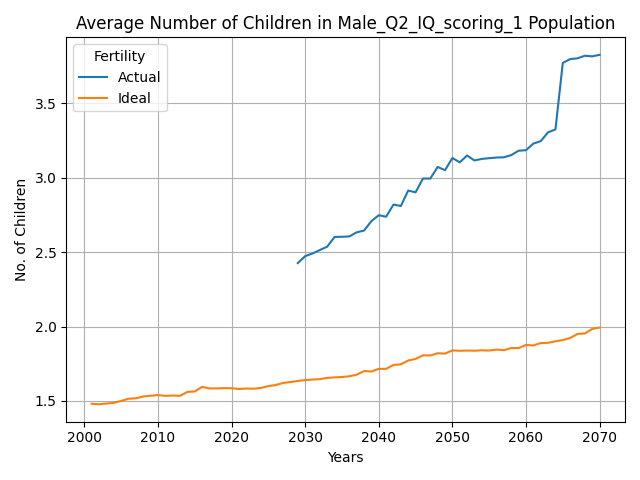 Average Number of Children in Male_Q2_IQ_scoring_1 Population
Fertility
Actual
Ideal
No. of Children
3.5
3.0
2.5
2.0
1.5
2000 2010 2020 2030 2040 2050 2060 2070
Years